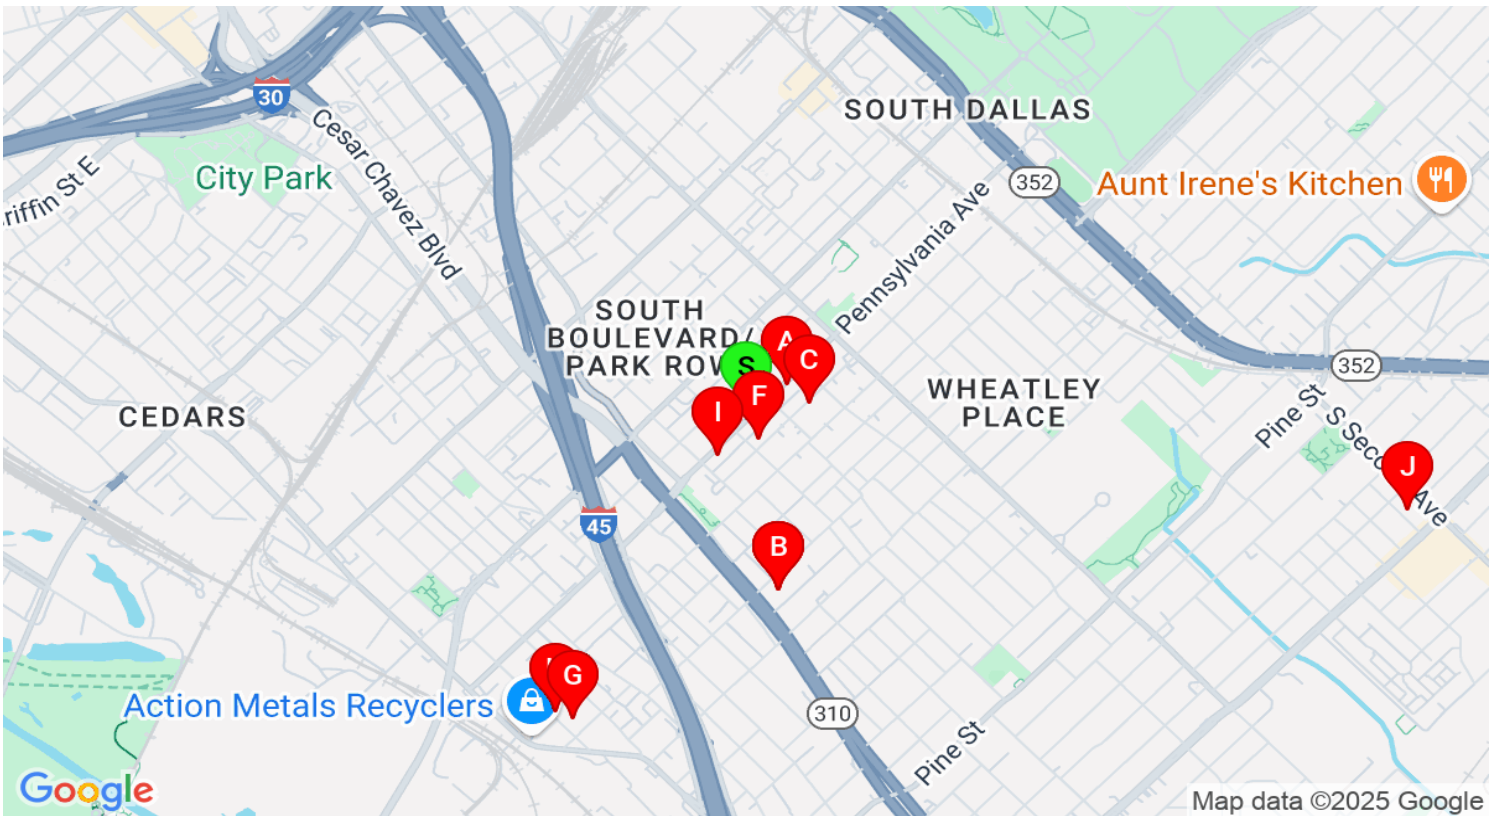 30
SOUTH DALLAS
Cesar Chavez Blvd
City Park
352
Aunt Irene's Kitchen
riffin St E
Pennsylvania Ave
SOUTH
BOULEVARD/
PARK ROW
S
A
C
F
I
WHEATLEY
PLACE
352
Pine St
S Second Ave
J
CEDARS
45
B
G
Action Metals Recyclers
310
Pine St
Google
Map data ©2025 Google